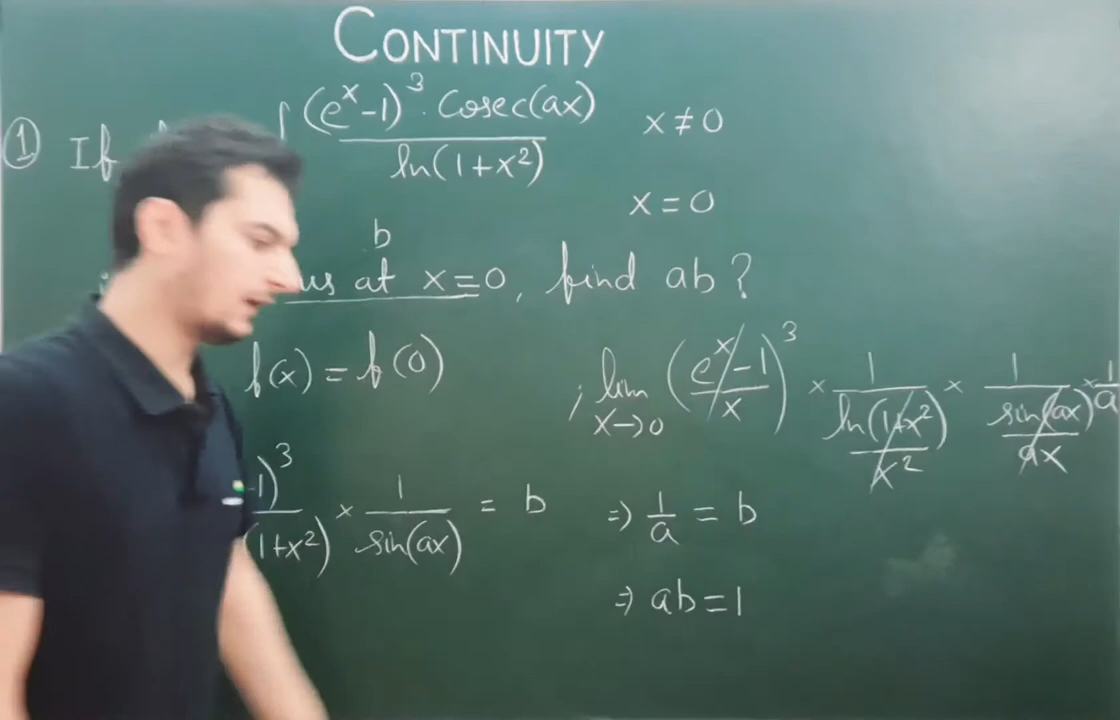 CONTINUITY
① If { (e^x-1)^3 . Cosec(ax) / ln(1+x^2) x≠0
b x=0
us at x=0, find ab?
f(x) = f(0)
; lim x→0 ((e^x-1)/x)^3 × 1/(ln(1+x^2)/x^2) × 1/(sin(ax)/ax) × 1/a
-1)^3/(1+x^2) × 1/sin(ax) = b
⇒ 1/a = b
⇒ ab=1